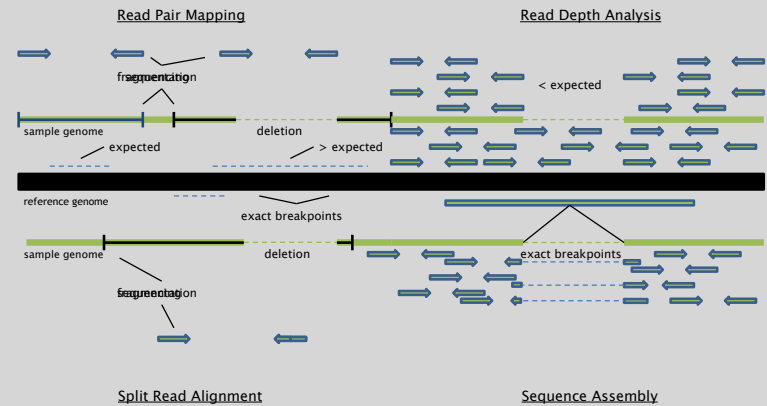 Read Pair Mapping
Read Depth Analysis
< expected
sample genome
deletion
expected
> expected
reference genome
exact breakpoints
sample genome
deletion
exact breakpoints
Split Read Alignment
Sequence Assembly